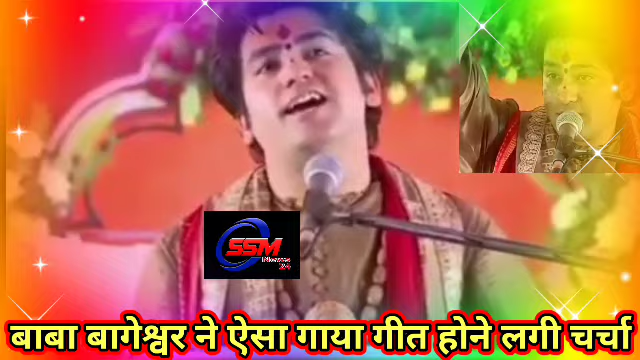 SSM
बाबा बागेश्वर ने ऐसा गाया गीत होने लगी चर्चा